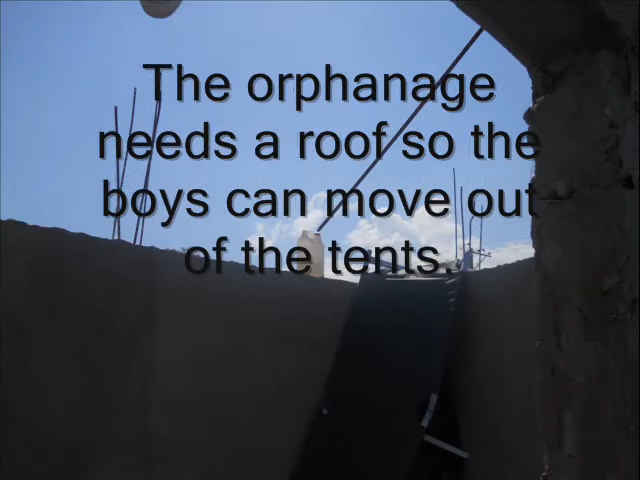 The orphanage
needs a roof so the
boys can move out
of the tents.